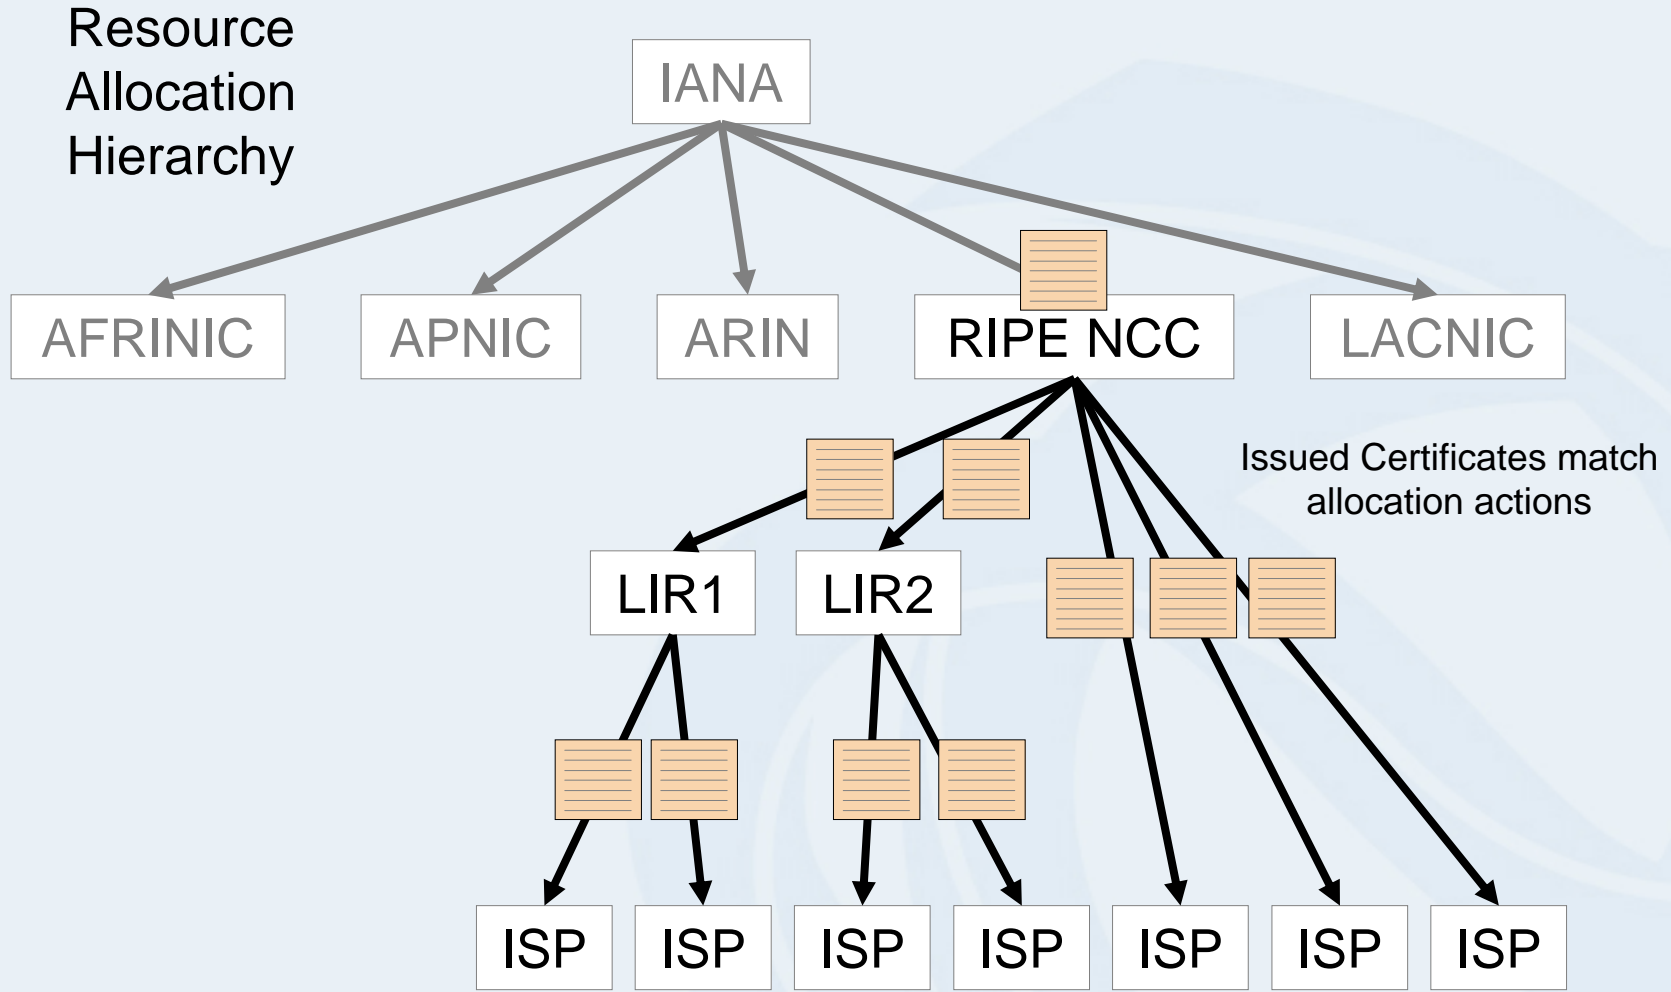 Resource
Allocation
Hierarchy
IANA
AFRINIC
APNIC
ARIN
RIPE NCC
LACNIC
Issued Certificates match
allocation actions
LIR1
LIR2
ISP
ISP
ISP
ISP
ISP
ISP
ISP